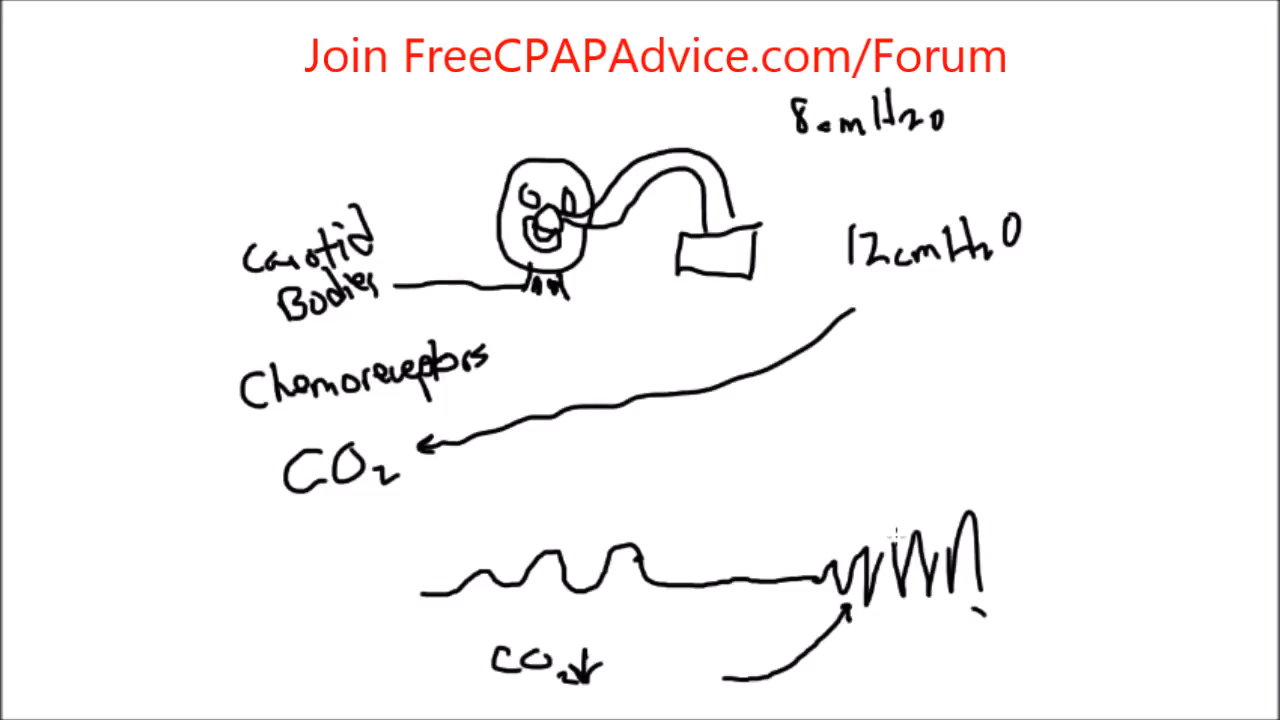 Join FreeCPAPAdvice.com/Forum
8cmH2O
12cmH2O
Carotid
Bodies
Chemoreceptors
CO2
CO2↓